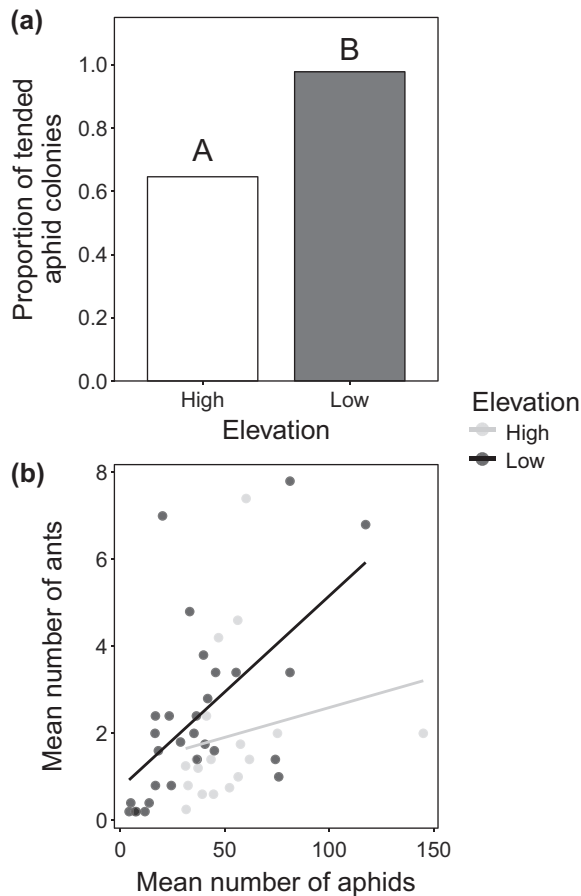 (a)
Proportion of tended
aphid colonies
1.0
0.8
0.6
0.4
0.2
0.0
A
B
High
Low
Elevation
Elevation
High
Low
(b)
Mean number of ants
8
6
4
2
0
0
50
100
150
Mean number of aphids